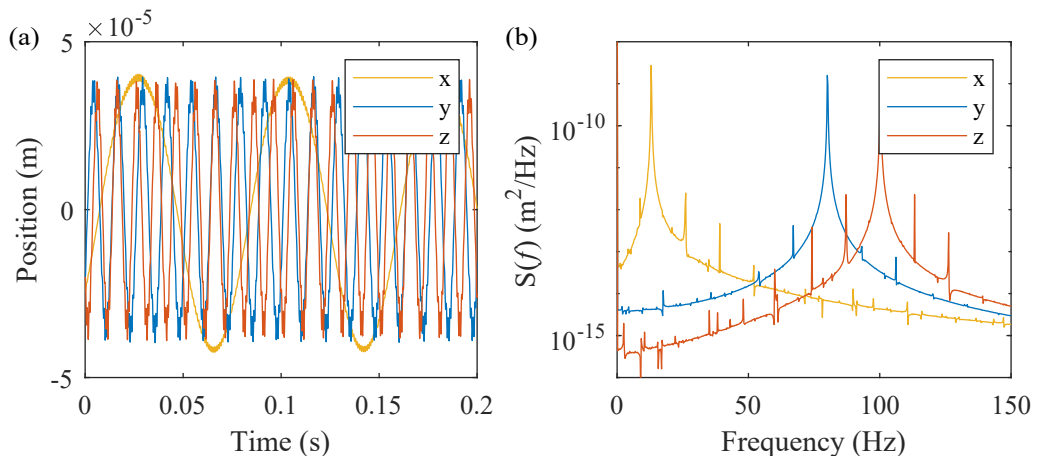 (a)
×10⁻⁵
5
0
-5
Position (m)
0
0.05
0.1
0.15
0.2
Time (s)
x
y
z
(b)
10⁻¹⁰
10⁻¹⁵
S(f) (m²/Hz)
0
50
100
150
Frequency (Hz)
x
y
z